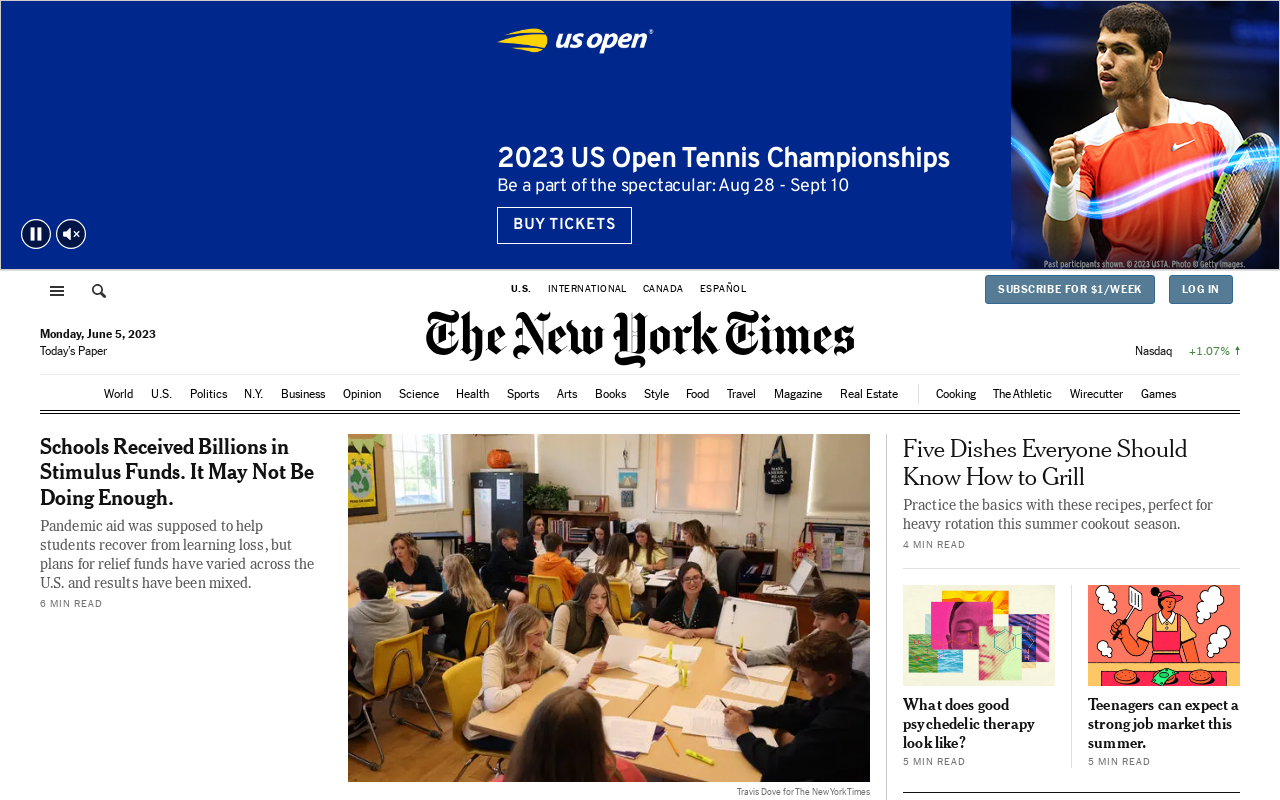 us open
2023 US Open Tennis Championships
Be a part of the spectacular: Aug 28 - Sept 10
BUY TICKETS
Past participants shown. © 2023 USTA. Photo © Getty Images.
U.S. INTERNATIONAL CANADA ESPAÑOL
SUBSCRIBE FOR $1/WEEK LOG IN
The New York Times
Monday, June 5, 2023
Today's Paper
Nasdaq +1.07%
World U.S. Politics N.Y. Business Opinion Science Health Sports Arts Books Style Food Travel Magazine Real Estate Cooking The Athletic Wirecutter Games
Schools Received Billions in
Stimulus Funds. It May Not Be
Doing Enough.
Pandemic aid was supposed to help
students recover from learning loss, but
plans for relief funds have varied across the
U.S. and results have been mixed.
6 MIN READ
MAKE
AMERICA
READ
AGAIN
Travis Dove for The New York Times
Five Dishes Everyone Should
Know How to Grill
Practice the basics with these recipes, perfect for
heavy rotation this summer cookout season.
4 MIN READ
What does good
psychedelic therapy
look like?
5 MIN READ
Teenagers can expect a
strong job market this
summer.
5 MIN READ